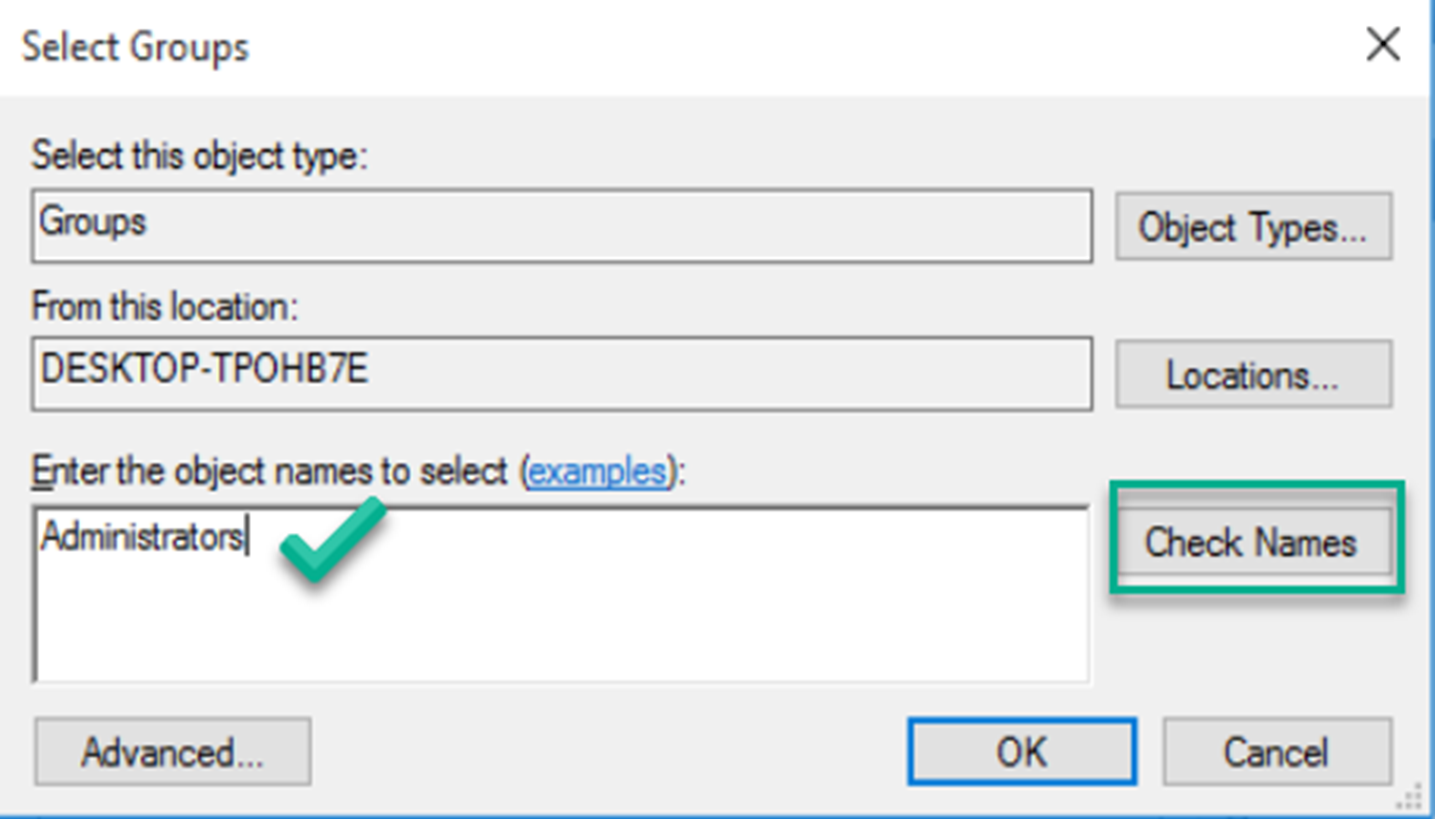 Select Groups
Select this object type:
Groups
Object Types...
From this location:
DESKTOP-TPOHB7E
Locations...
Enter the object names to select (examples):
Administrators
Check Names
Advanced...
OK
Cancel